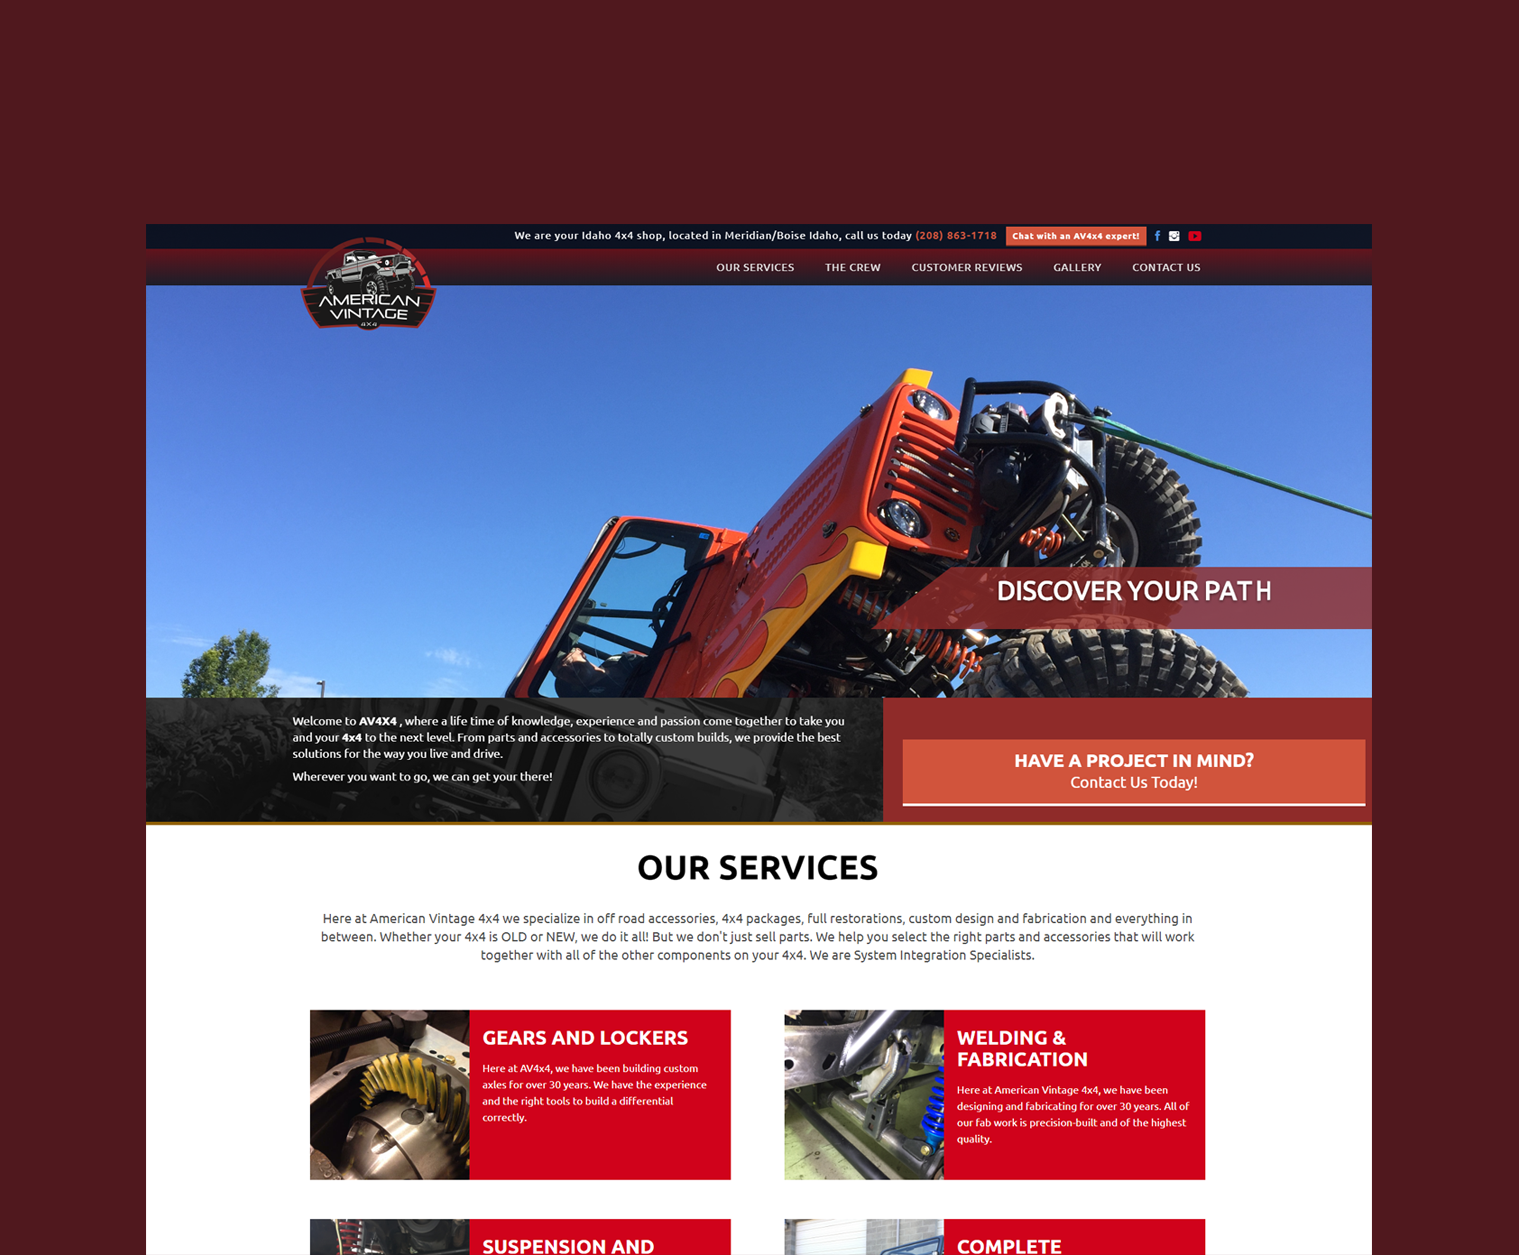 We are your Idaho 4x4 shop, located in Meridian/Boise Idaho, call us today (208) 863-1718
Chat with an AV4x4 expert!
AMERICAN
VINTAGE
4X4
OUR SERVICES
THE CREW
CUSTOMER REVIEWS
GALLERY
CONTACT US
DISCOVER YOUR PATH
Welcome to AV4X4 , where a life time of knowledge, experience and passion come together to take you
and your 4x4 to the next level. From parts and accessories to totally custom builds, we provide the best
solutions for the way you live and drive.
Wherever you want to go, we can get your there!
HAVE A PROJECT IN MIND?
Contact Us Today!
OUR SERVICES
Here at American Vintage 4x4 we specialize in off road accessories, 4x4 packages, full restorations, custom design and fabrication and everything in
between. Whether your 4x4 is OLD or NEW, we do it all! But we don't just sell parts. We help you select the right parts and accessories that will work
together with all of the other components on your 4x4. We are System Integration Specialists.
GEARS AND LOCKERS
Here at AV4x4, we have been building custom
axles for over 30 years. We have the experience
and the right tools to build a differential
correctly.
WELDING &
FABRICATION
Here at American Vintage 4x4, we have been
designing and fabricating for over 30 years. All of
our fab work is precision-built and of the highest
quality.
SUSPENSION AND
COMPLETE